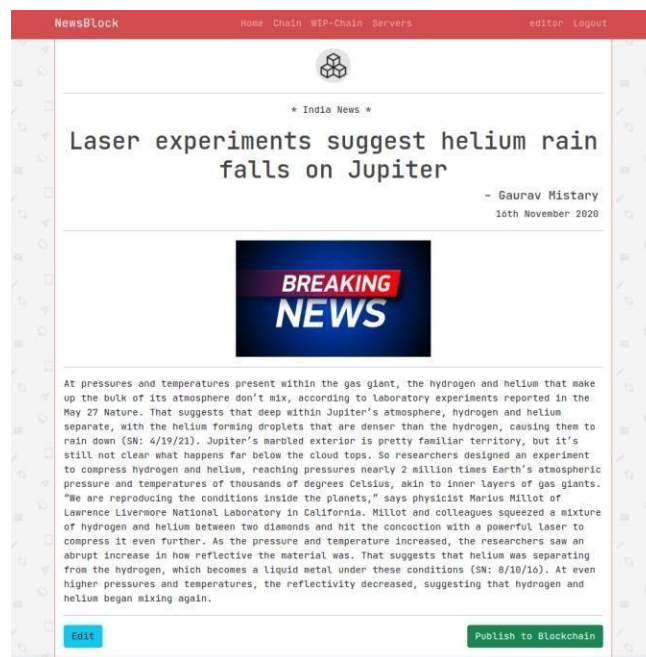 NewsBlock Home Chain WIP-Chain Servers editor Logout
* India News *
Laser experiments suggest helium rain
falls on Jupiter
- Gaurav Mistary
16th November 2020
BREAKING
NEWS
At pressures and temperatures present within the gas giant, the hydrogen and helium that make
up the bulk of its atmosphere don't mix, according to laboratory experiments reported in the
May 27 Nature. That suggests that deep within Jupiter's atmosphere, hydrogen and helium
separate, with the helium forming droplets that are denser than the hydrogen, causing them to
rain down (SN: 4/19/21). Jupiter's marbled exterior is pretty familiar territory, but it's
still not clear what happens far below the cloud tops. So researchers designed an experiment
to compress hydrogen and helium, reaching pressures nearly 2 million times Earth's atmospheric
pressure and temperatures of thousands of degrees Celsius, akin to inner layers of gas giants.
"We are reproducing the conditions inside the planets," says physicist Marius Millot of
Lawrence Livermore National Laboratory in California. Millot and colleagues squeezed a mixture
of hydrogen and helium between two diamonds and hit the concoction with a powerful laser to
compress it even further. As the pressure and temperature increased, the researchers saw an
abrupt increase in how reflective the material was. That suggests that helium was separating
from the hydrogen, which becomes a liquid metal under these conditions (SN: 8/10/16). At even
higher pressures and temperatures, the reflectivity decreased, suggesting that hydrogen and
helium began mixing again.
Edit Publish to Blockchain